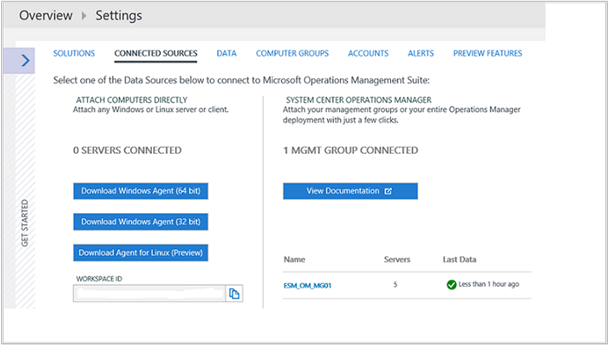 Overview Settings
SOLUTIONS CONNECTED SOURCES DATA COMPUTER GROUPS ACCOUNTS ALERTS PREVIEW FEATURES
Select one of the Data Sources below to connect to Microsoft Operations Management Suite:
ATTACH COMPUTERS DIRECTLY
Attach any Windows or Linux server or client.
0 SERVERS CONNECTED
Download Windows Agent (64 bit)
Download Windows Agent (32 bit)
Download Agent for Linux (Preview)
WORKSPACE ID
SYSTEM CENTER OPERATIONS MANAGER
Attach your management groups or your entire Operations Manager
deployment with just a few clicks.
1 MGMT GROUP CONNECTED
View Documentation
Name Servers Last Data
ESM_OM_MG01 5 Less than 1 hour ago
GET STARTED